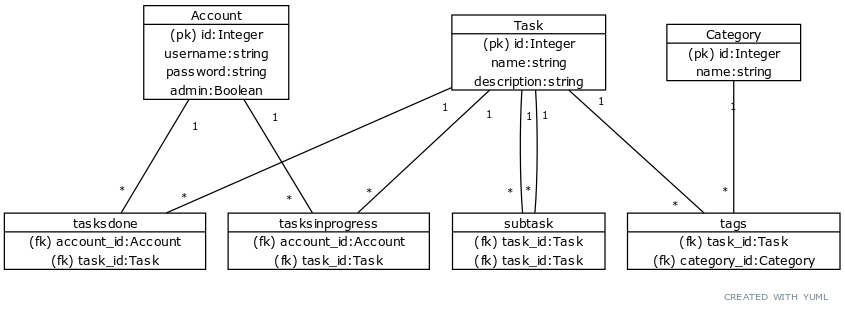 Account
(pk) id:Integer
username:string
password:string
admin:Boolean
Task
(pk) id:Integer
name:string
description:string
Category
(pk) id:Integer
name:string
1
1
1
1
1
1
1
1
*
*
*
*
*
*
*
*
tasksdone
(fk) account_id:Account
(fk) task_id:Task
tasksinprogress
(fk) account_id:Account
(fk) task_id:Task
subtask
(fk) task_id:Task
(fk) task_id:Task
tags
(fk) task_id:Task
(fk) category_id:Category
CREATED WITH YUML